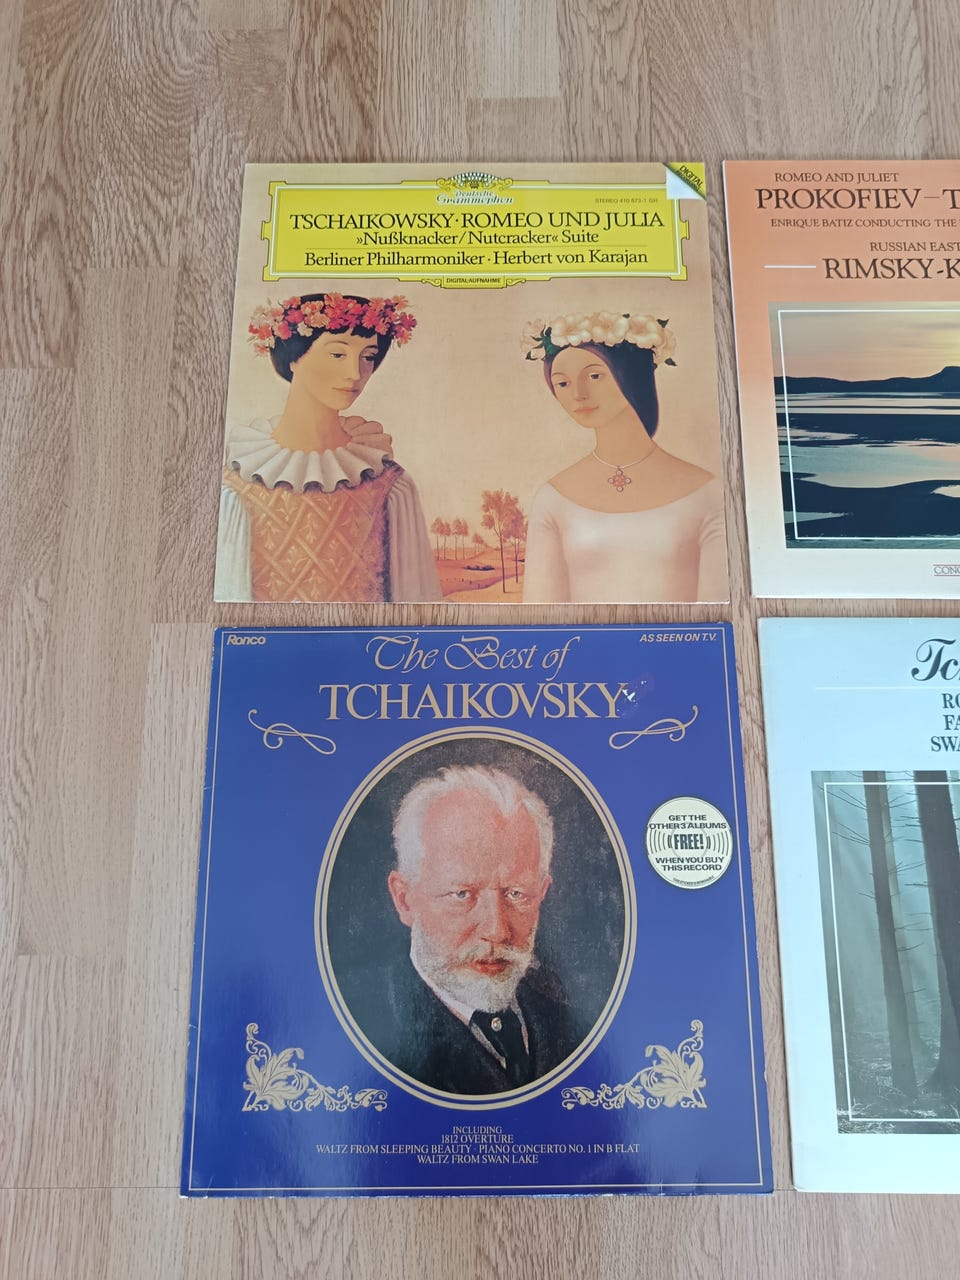 Deutsche
Grammophon
STEREO 410 873-1 GH
DIGITAL
TSCHAIKOWSKY · ROMEO UND JULIA
»Nußknacker/Nutcracker« Suite
Berliner Philharmoniker · Herbert von Karajan
DIGITAL-AUFNAHME
ROMEO AND JULIET
PROKOFIEV–T
ENRIQUE BATIZ CONDUCTING THE
RUSSIAN EAST
RIMSKY-K
CONC
Ronco
AS SEEN ON T.V.
The Best of
TCHAIKOVSKY
GET THE
OTHER 3 ALBUMS
FREE!
WHEN YOU BUY
THIS RECORD
INCLUDING
1812 OVERTURE
WALTZ FROM SLEEPING BEAUTY · PIANO CONCERTO NO. 1 IN B FLAT
WALTZ FROM SWAN LAKE
Tc
RO
FA
SWA